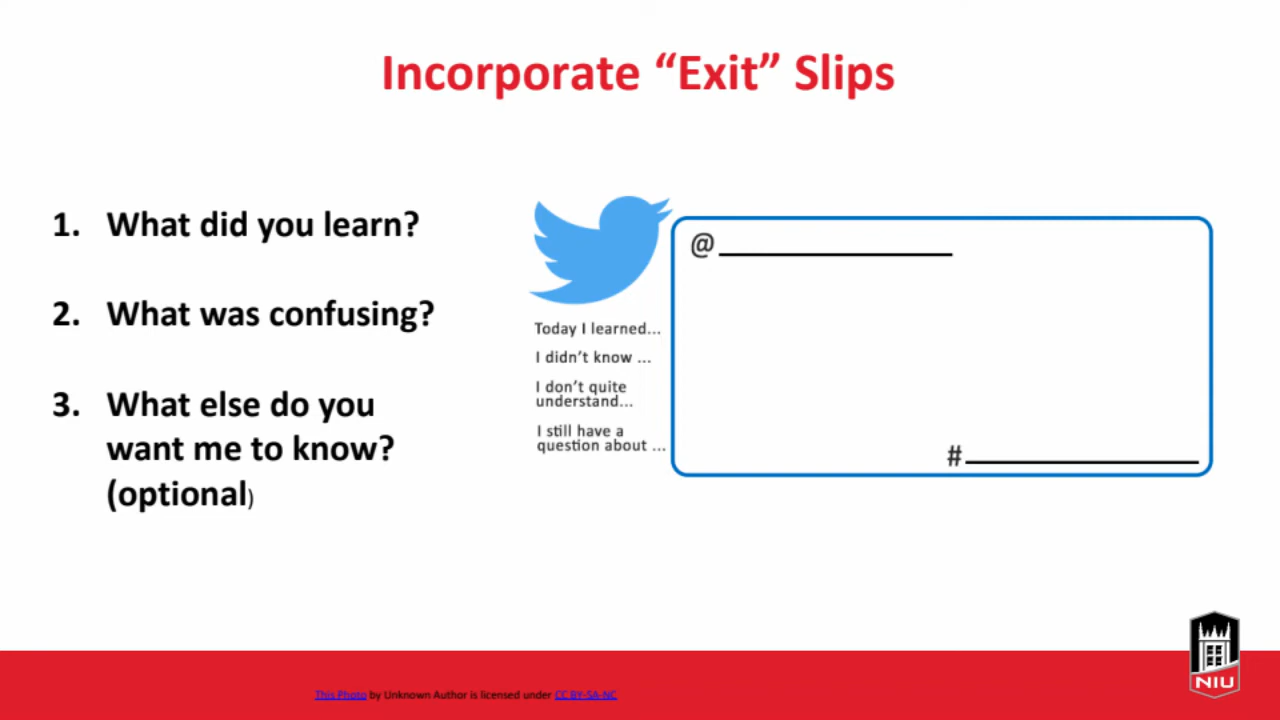 Incorporate “Exit” Slips
1. What did you learn?
2. What was confusing?
3. What else do you
want me to know?
(optional)
@
Today I learned...
I didn’t know ...
I don’t quite
understand...
I still have a
question about ...
#
This Photo by Unknown Author is licensed under CC BY-SA-NC
NIU